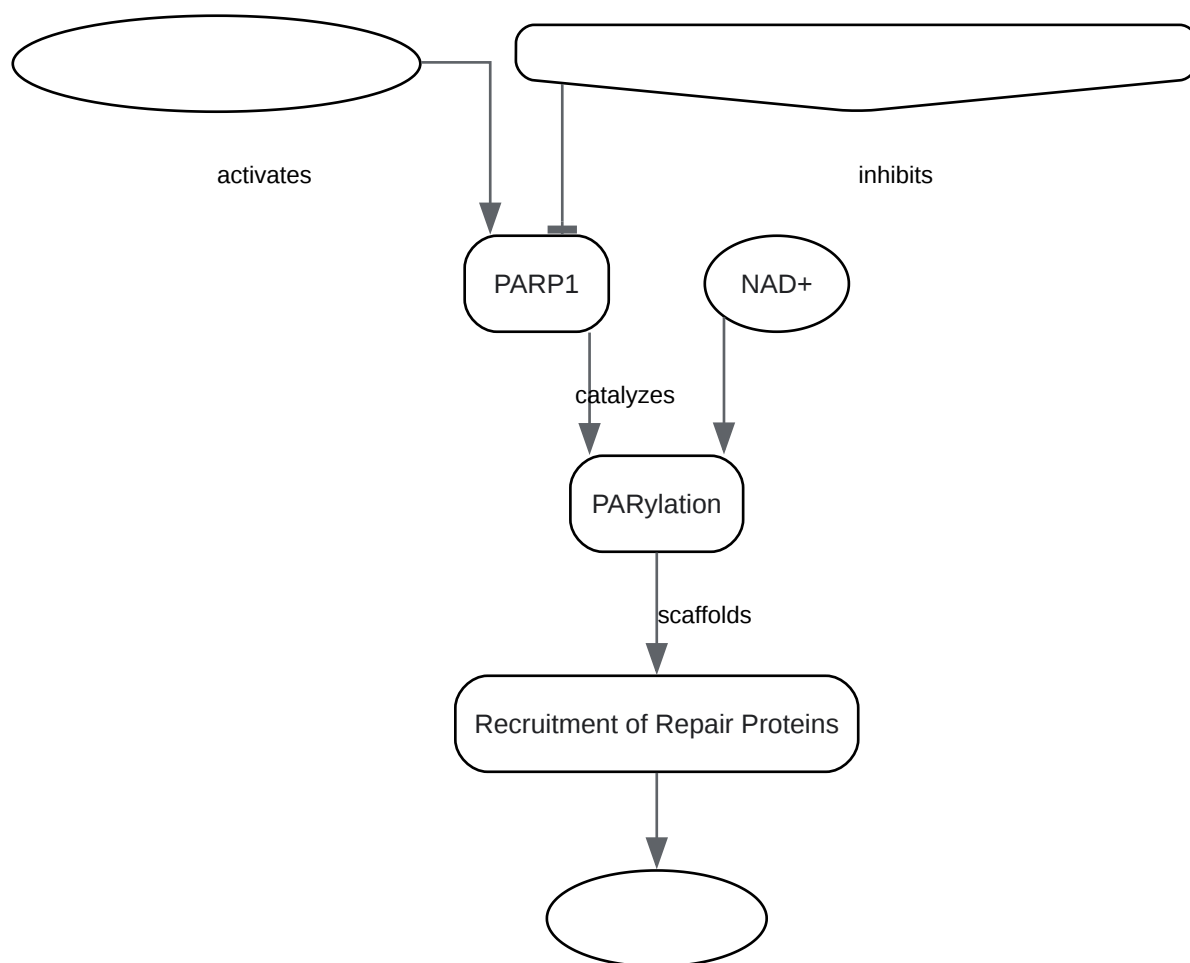 activates
inhibits
PARP1
NAD+
catalyzes
PARylation
scaffolds
Recruitment of Repair Proteins